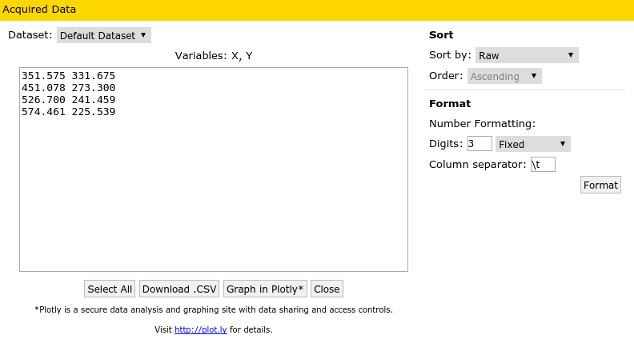 Acquired Data
Dataset: Default Dataset
Variables: X, Y
351.575 331.675
451.078 273.300
526.700 241.459
574.461 225.539
Select All Download .CSV Graph in Plotly* Close
*Plotly is a secure data analysis and graphing site with data sharing and access controls.
Visit http://plot.ly for details.
Sort
Sort by: Raw
Order: Ascending
Format
Number Formatting:
Digits: 3 Fixed
Column separator: \t
Format